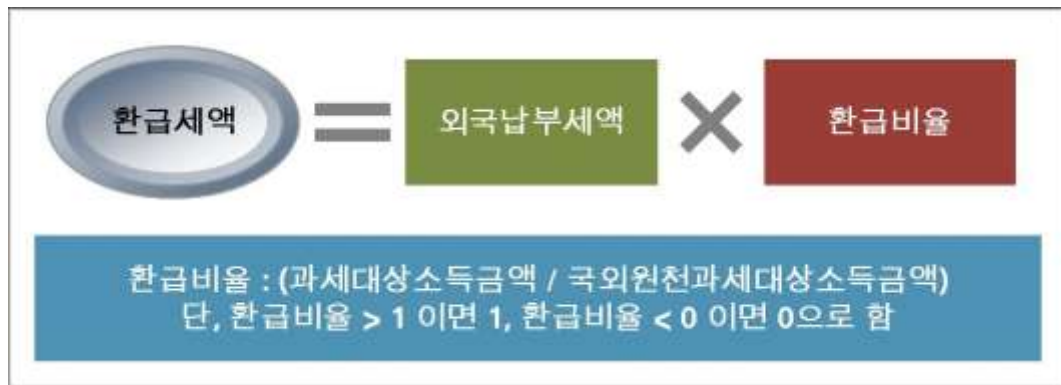 환급세액 = 외국납부세액 × 환급비율
환급비율 : (과세대상소득금액 / 국외원천과세대상소득금액)
단, 환급비율 > 1 이면 1, 환급비율 < 0 이면 0으로 함